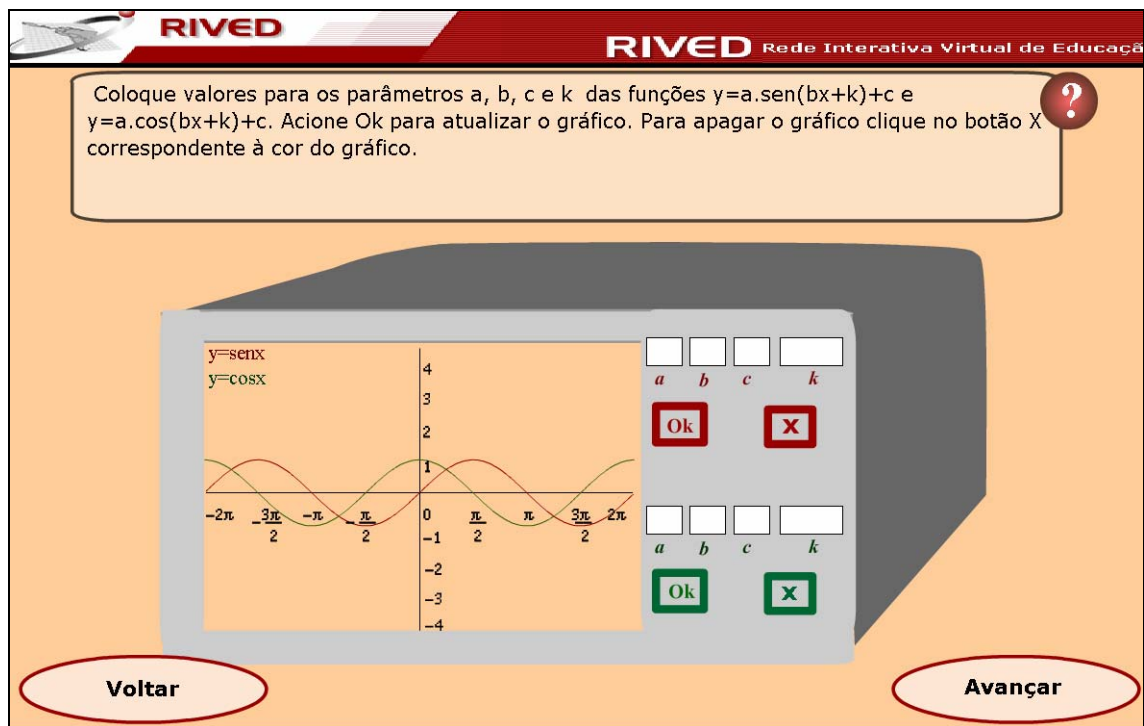 RIVED
RIVED Rede Interativa Virtual de Educaçã
Coloque valores para os parâmetros a, b, c e k das funções y=a.sen(bx+k)+c e
y=a.cos(bx+k)+c. Acione Ok para atualizar o gráfico. Para apagar o gráfico clique no botão X
correspondente à cor do gráfico.
?
y=senx
y=cosx
4
3
2
1
-2π -3π/2 -π -π/2 0 π/2 π 3π/2 2π
-1
-2
-3
-4
a b c k
Ok X
a b c k
Ok X
Voltar
Avançar